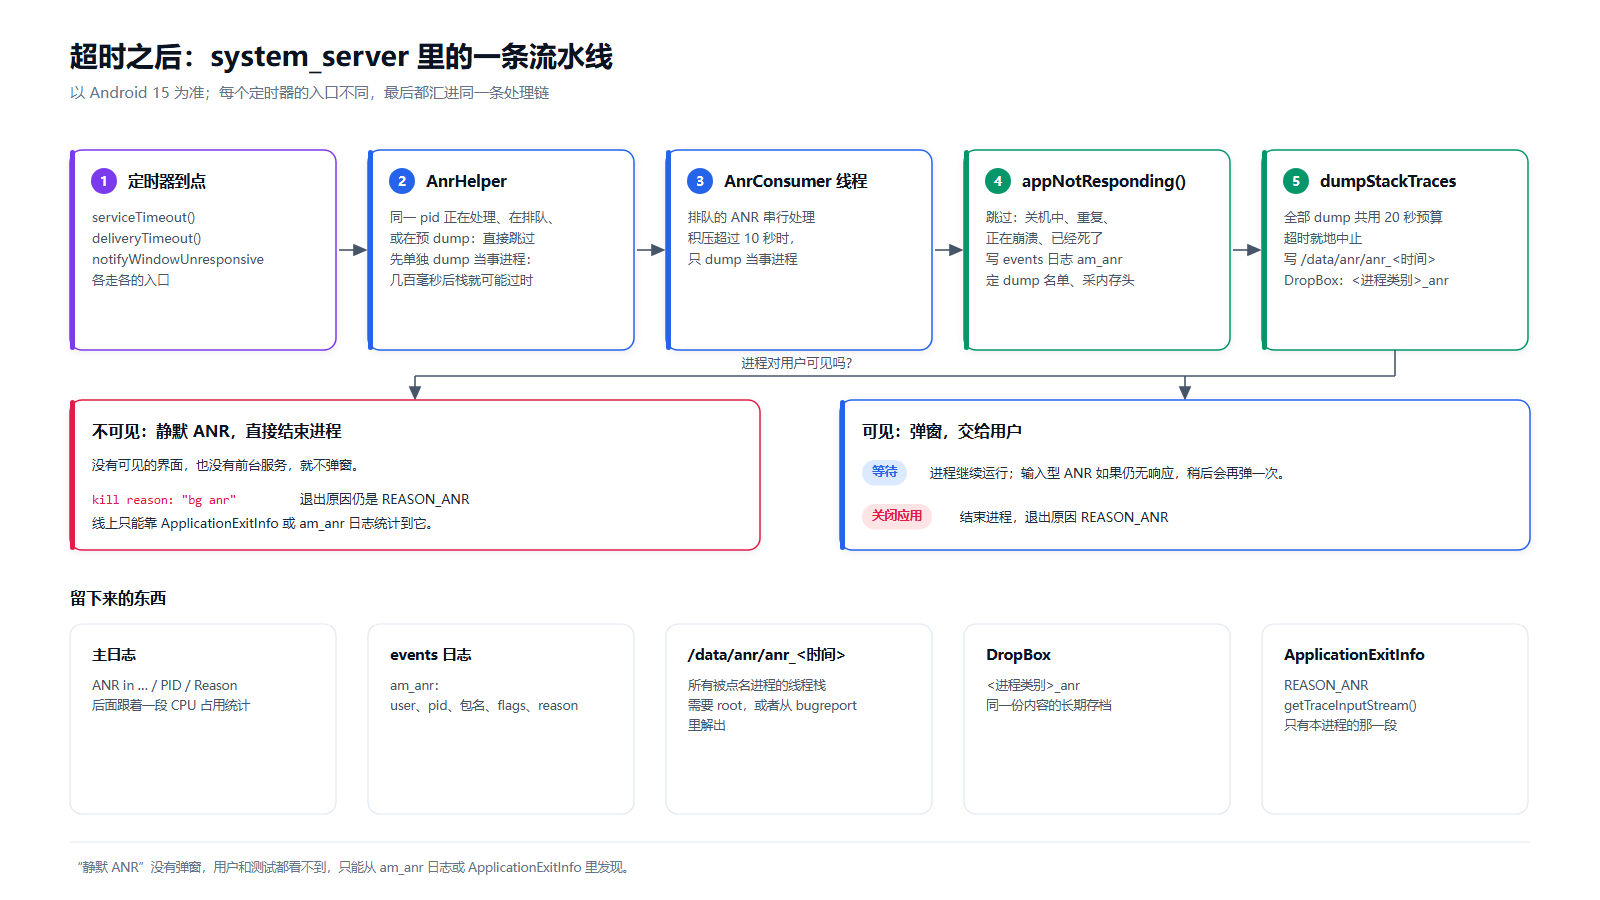 超时之后：system_server 里的一条流水线
以 Android 15 为准；每个定时器的入口不同，最后都汇进同一条处理链
1 定时器到点
serviceTimeout()
deliveryTimeout()
notifyWindowUnresponsive
各走各的入口
2 AnrHelper
同一 pid 正在处理、在排队、
或在预 dump：直接跳过
先单独 dump 当事进程：
几百毫秒后栈就可能过时
3 AnrConsumer 线程
排队的 ANR 串行处理
积压超过 10 秒时，
只 dump 当事进程
4 appNotResponding()
跳过：关机中、重复、
正在崩溃、已经死了
写 events 日志 am_anr
定 dump 名单、采内存头
5 dumpStackTraces
全部 dump 共用 20 秒预算
超时就地中止
写 /data/anr/anr_<时间>
DropBox：<进程类别>_anr
进程对用户可见吗？
不可见：静默 ANR，直接结束进程
没有可见的界面，也没有前台服务，就不弹窗。
kill reason: "bg anr" 退出原因仍是 REASON_ANR
线上只能靠 ApplicationExitInfo 或 am_anr 日志统计到它。
可见：弹窗，交给用户
等待 进程继续运行；输入型 ANR 如果仍无响应，稍后会再弹一次。
关闭应用 结束进程，退出原因 REASON_ANR
留下来的东西
主日志
ANR in ... / PID / Reason
后面跟着一段 CPU 占用统计
events 日志
am_anr：
user、pid、包名、flags、reason
/data/anr/anr_<时间>
所有被点名进程的线程栈
需要 root，或者从 bugreport
里解出
DropBox
<进程类别>_anr
同一份内容的长期存档
ApplicationExitInfo
REASON_ANR
getTraceInputStream()
只有本进程的那一段
“静默 ANR”没有弹窗，用户和测试都看不到，只能从 am_anr 日志或 ApplicationExitInfo 里发现。